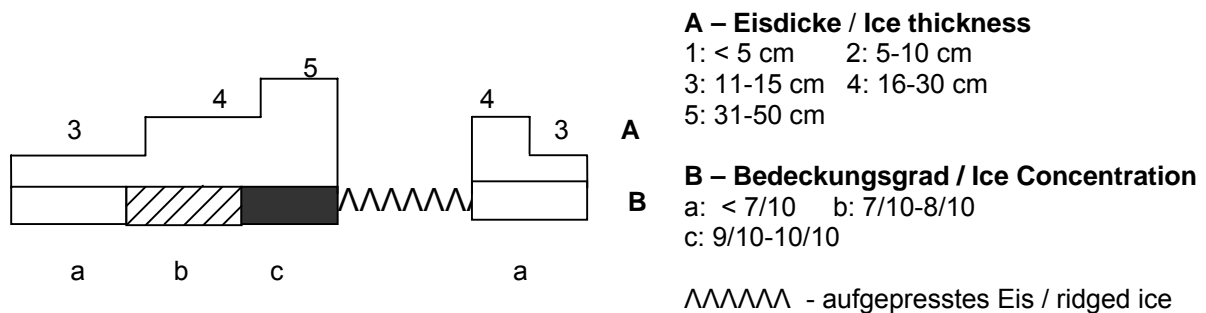 5
4
3
4
3
A
B
a
b
c
a
A – Eisdicke / Ice thickness
1: < 5 cm 2: 5-10 cm
3: 11-15 cm 4: 16-30 cm
5: 31-50 cm
B – Bedeckungsgrad / Ice Concentration
a: < 7/10 b: 7/10-8/10
c: 9/10-10/10
ΛΛΛΛΛΛ - aufgepresstes Eis / ridged ice